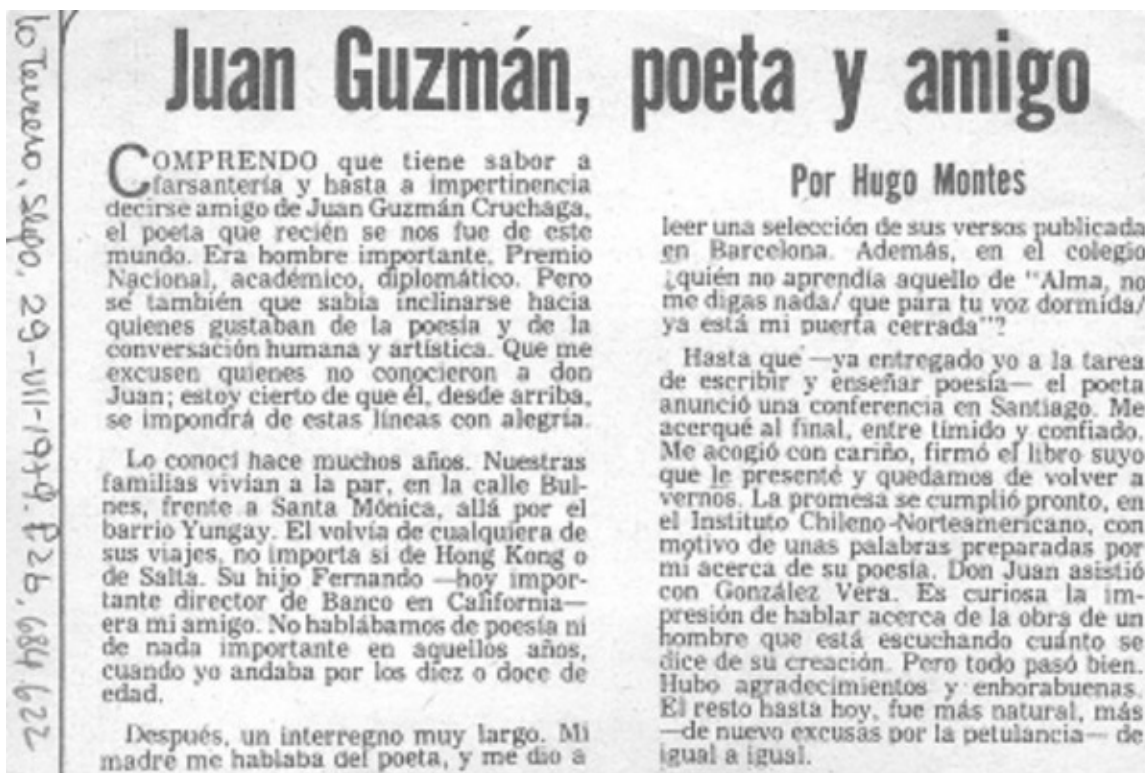 Juan Guzmán, poeta y amigo
COMPRENDO que tiene sabor a
farsantería y hasta a impertinencia
decirse amigo de Juan Guzmán Cruchaga,
el poeta que recién se nos fue de este
mundo. Era hombre importante, Premio
Nacional, académico, diplomático. Pero
sé también que sabía inclinarse hacia
quienes gustaban de la poesía y de la
conversación humana y artística. Que me
excusen quienes no conocieron a don
Juan; estoy cierto de que él, desde arriba,
se impondrá de estas líneas con alegría.
Lo conocí hace muchos años. Nuestras
familias vivían a la par, en la calle Bul-
nes, frente a Santa Mónica, allá por el
barrio Yungay. El volvía de cualquiera de
sus viajes, no importa si de Hong Kong o
de Salta. Su hijo Fernando —hoy impor-
tante director de Banco en California—
era mi amigo. No hablábamos de poesía ni
de nada importante en aquellos años,
cuando yo andaba por los diez o doce de
edad.
Después, un interregno muy largo. Mi
madre me hablaba del poeta, y me dio a
Por Hugo Montes
leer una selección de sus versos publicada
en Barcelona. Además, en el colegio
¿quién no aprendía aquello de "Alma, no
me digas nada/ que para tu voz dormida/
ya está mi puerta cerrada"?
Hasta que —ya entregado yo a la tarea
de escribir y enseñar poesía— el poeta
anunció una conferencia en Santiago. Me
acerqué al final, entre tímido y confiado.
Me acogió con cariño, firmó el libro suyo
que le presenté y quedamos de volver a
vernos. La promesa se cumplió pronto, en
el Instituto Chileno-Norteamericano, con
motivo de unas palabras preparadas por
mí acerca de su poesía. Don Juan asistió
con González Vera. Es curiosa la im-
presión de hablar acerca de la obra de un
hombre que está escuchando cuánto se
dice de su creación. Pero todo pasó bien.
Hubo agradecimientos y enhorabuenas.
El resto hasta hoy, fue más natural, más
—de nuevo excusas por la petulancia— de
igual a igual.
29-VIII-1979. P.26, 684.622